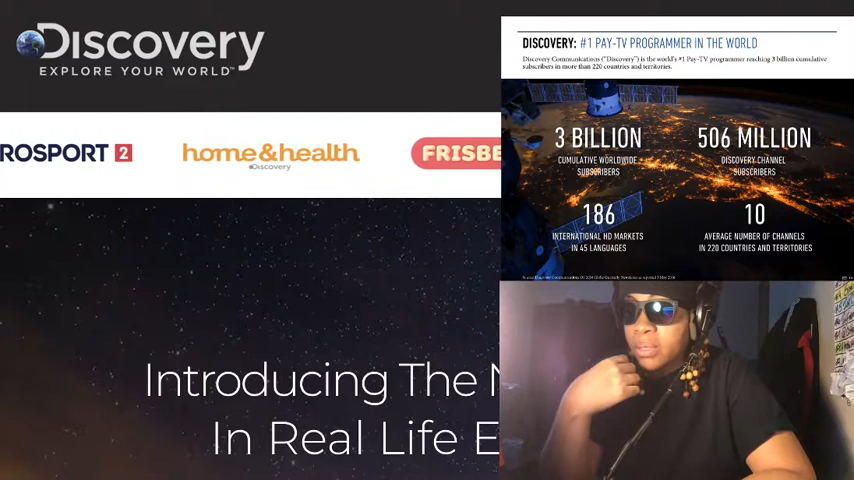 Discovery
EXPLORE YOUR WORLD™
ROSPORT 2
home&health
Discovery
FRISBE
Introducing The
In Real Life E
DISCOVERY: #1 PAY-TV PROGRAMMER IN THE WORLD
Discovery Communications ("Discovery") is the world's #1 Pay-TV programmer reaching 3 billion cumulative
subscribers in more than 220 countries and territories.
3 BILLION
CUMULATIVE WORLDWIDE
SUBSCRIBERS
506 MILLION
DISCOVERY CHANNEL
SUBSCRIBERS
186
INTERNATIONAL HD MARKETS
IN 45 LANGUAGES
10
AVERAGE NUMBER OF CHANNELS
IN 220 COUNTRIES AND TERRITORIES